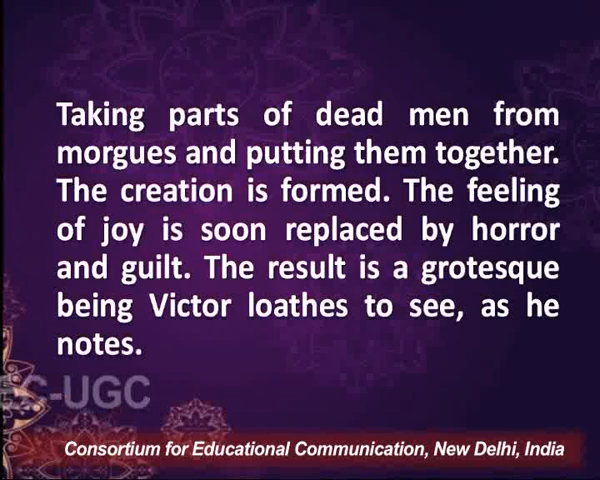 Taking parts of dead men from
morgues and putting them together.
The creation is formed. The feeling
of joy is soon replaced by horror
and guilt. The result is a grotesque
being Victor loathes to see, as he
notes.
C-UGC
Consortium for Educational Communication, New Delhi, India